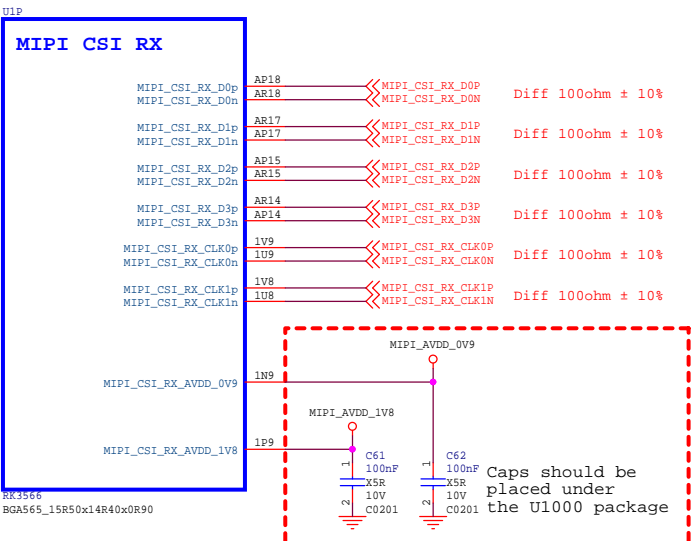 U1P
MIPI CSI RX
MIPI_CSI_RX_D0p AP18 MIPI_CSI_RX_D0P
MIPI_CSI_RX_D0n AR18 MIPI_CSI_RX_D0N
Diff 100ohm ± 10%
MIPI_CSI_RX_D1p AR17 MIPI_CSI_RX_D1P
MIPI_CSI_RX_D1n AP17 MIPI_CSI_RX_D1N
Diff 100ohm ± 10%
MIPI_CSI_RX_D2p AP15 MIPI_CSI_RX_D2P
MIPI_CSI_RX_D2n AR15 MIPI_CSI_RX_D2N
Diff 100ohm ± 10%
MIPI_CSI_RX_D3p AR14 MIPI_CSI_RX_D3P
MIPI_CSI_RX_D3n AP14 MIPI_CSI_RX_D3N
Diff 100ohm ± 10%
MIPI_CSI_RX_CLK0p 1V9 MIPI_CSI_RX_CLK0P
MIPI_CSI_RX_CLK0n 1U9 MIPI_CSI_RX_CLK0N
Diff 100ohm ± 10%
MIPI_CSI_RX_CLK1p 1V8 MIPI_CSI_RX_CLK1P
MIPI_CSI_RX_CLK1n 1U8 MIPI_CSI_RX_CLK1N
Diff 100ohm ± 10%
MIPI_AVDD_0V9
MIPI_CSI_RX_AVDD_0V9 1N9
MIPI_AVDD_1V8
MIPI_CSI_RX_AVDD_1V8 1P9
1
2
C61
100nF
X5R
10V
C0201
1
2
C62
100nF
X5R
10V
C0201
Caps should be
placed under
the U1000 package
RK3566
BGA565_15R50x14R40x0R90